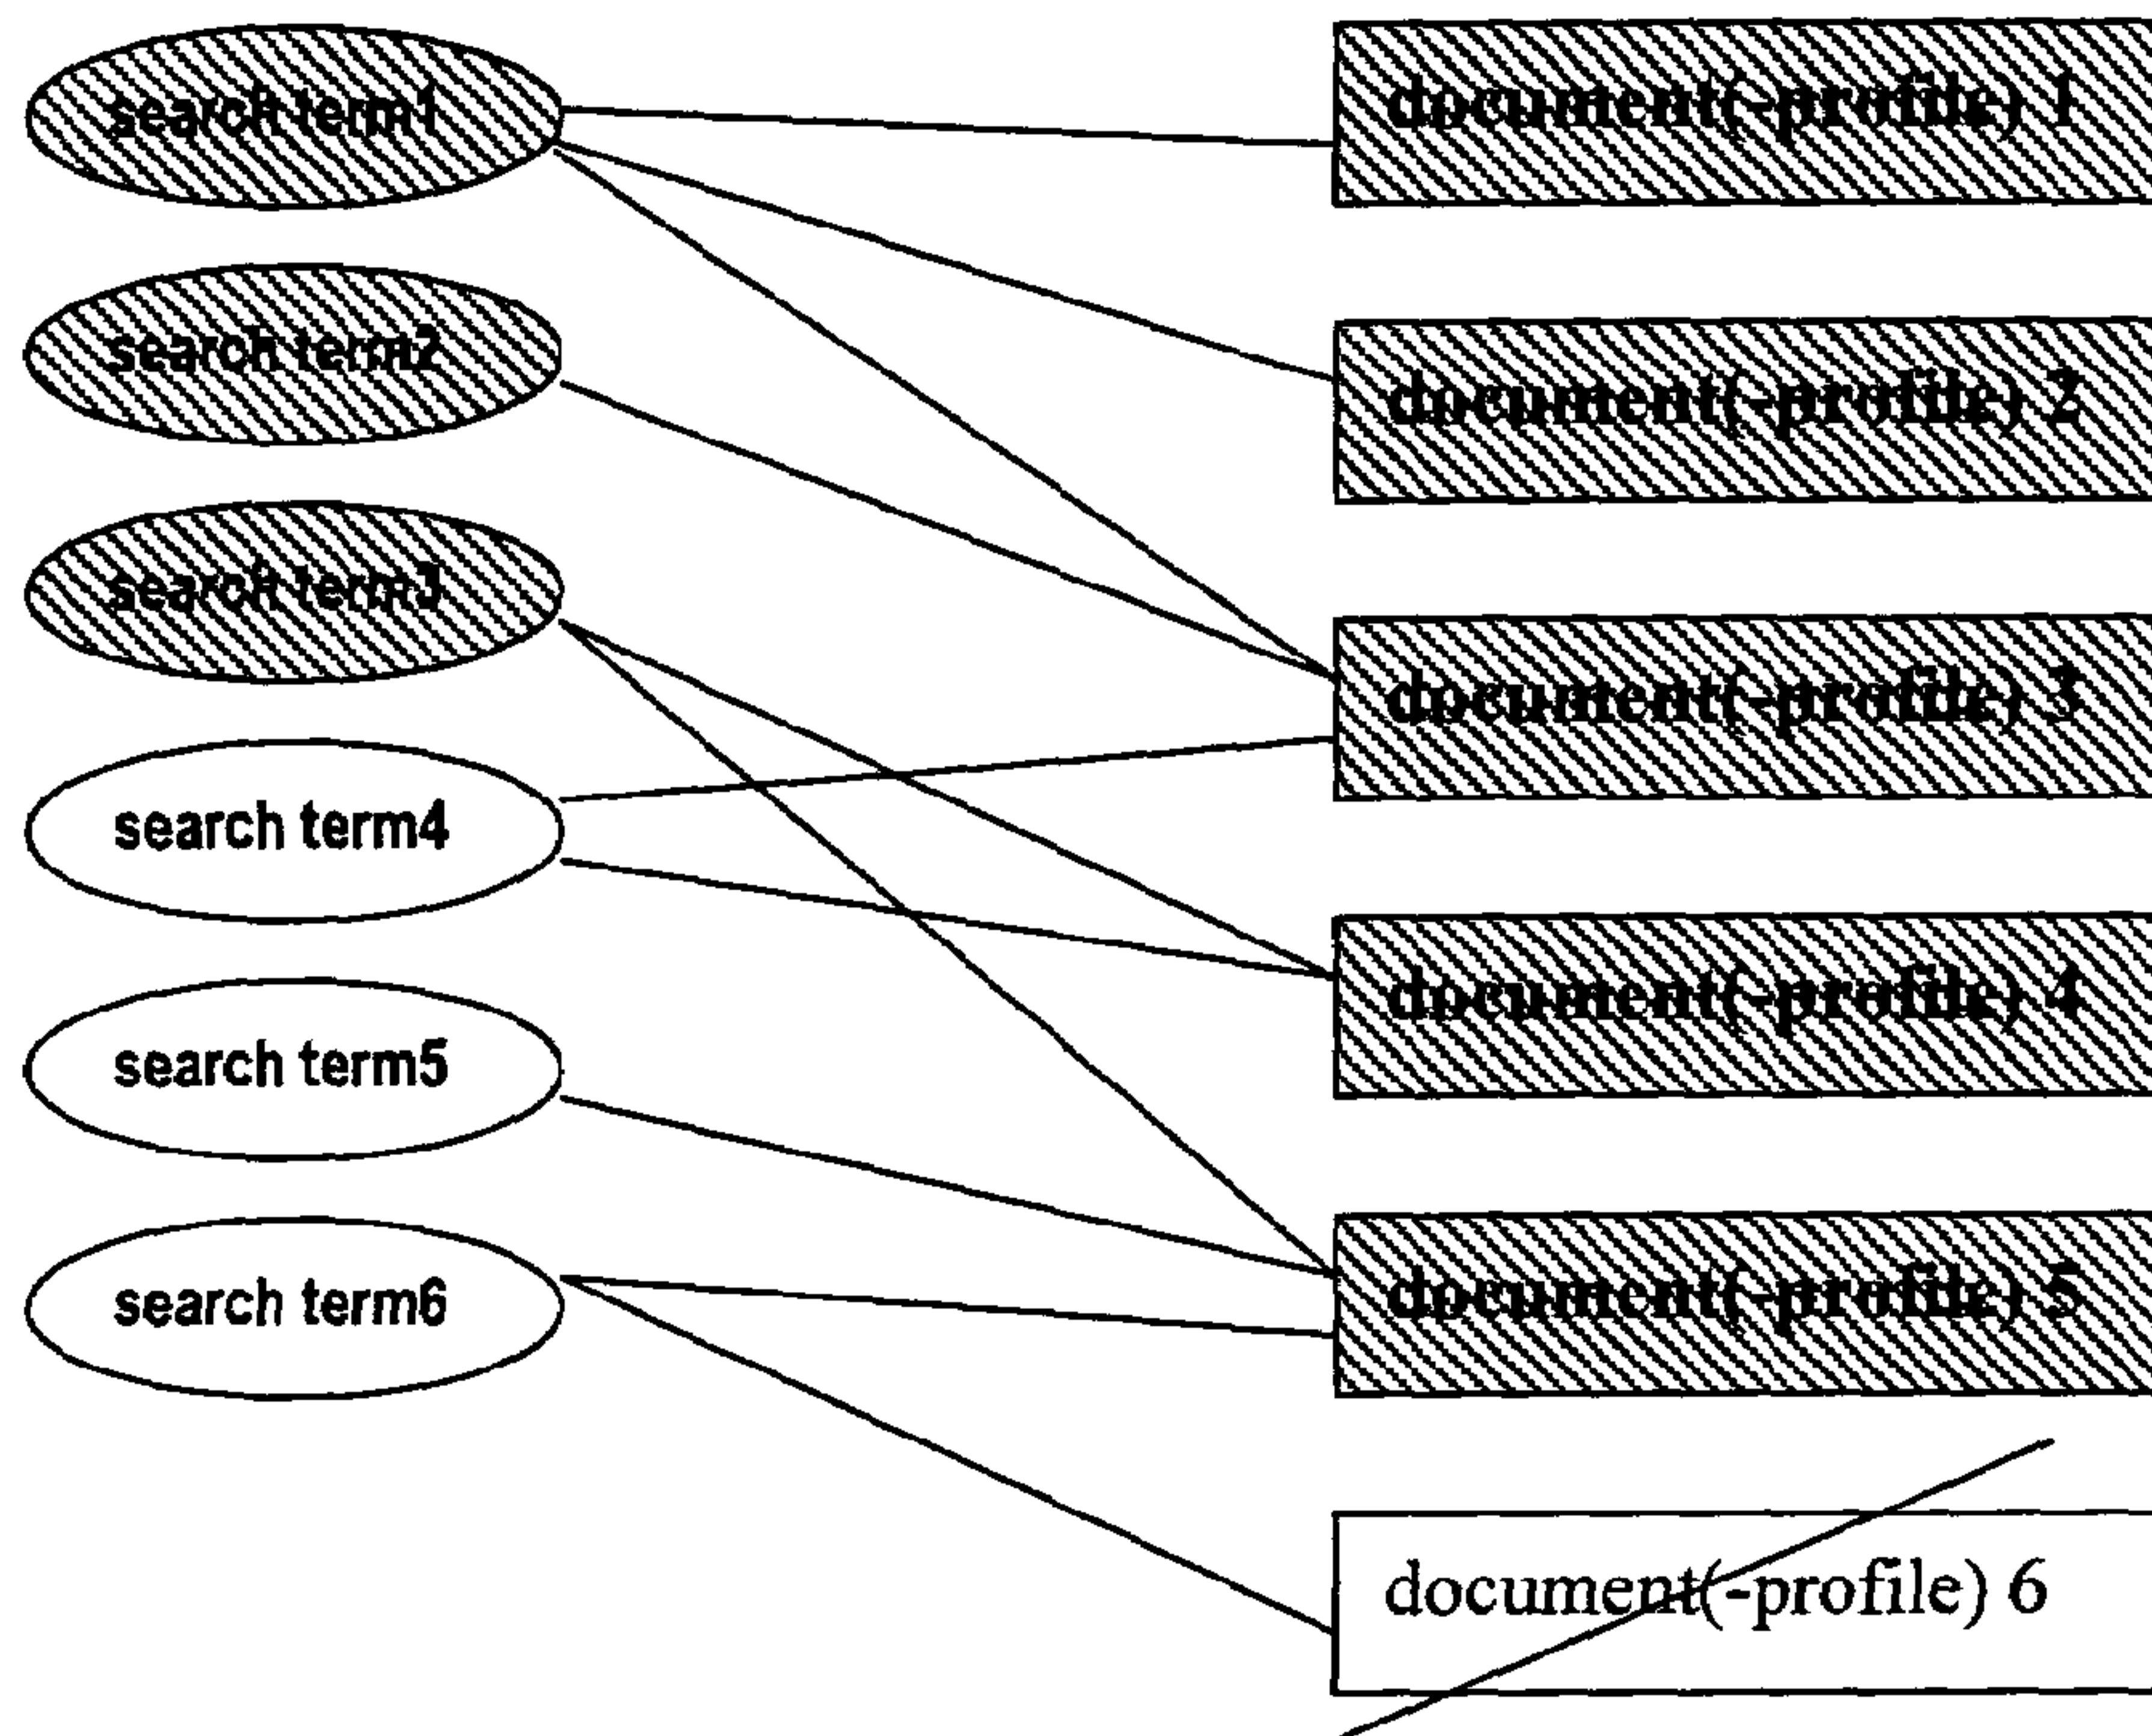 search term1
search term2
search term3
search term4
search term5
search term6
document(-profile) 1
document(-profile) 2
document(-profile) 3
document(-profile) 4
document(-profile) 5
document(-profile) 6